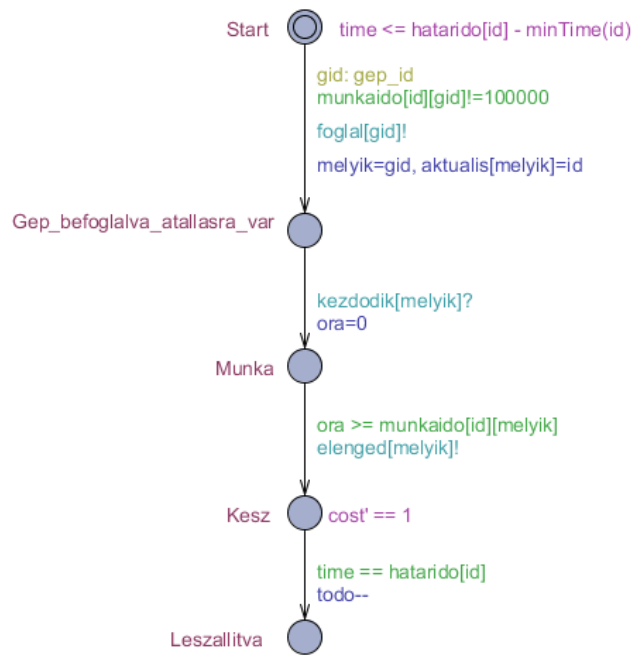 Start
time <= hatarido[id] - minTime(id)
gid: gep_id
munkaido[id][gid]!=100000
foglal[gid]!
melyik=gid, aktualis[melyik]=id
Gep_befoglalva_atallasra_var
kezdodik[melyik]?
ora=0
Munka
ora >= munkaido[id][melyik]
elenged[melyik]!
Kesz
cost' == 1
time == hatarido[id]
todo--
Leszallitva